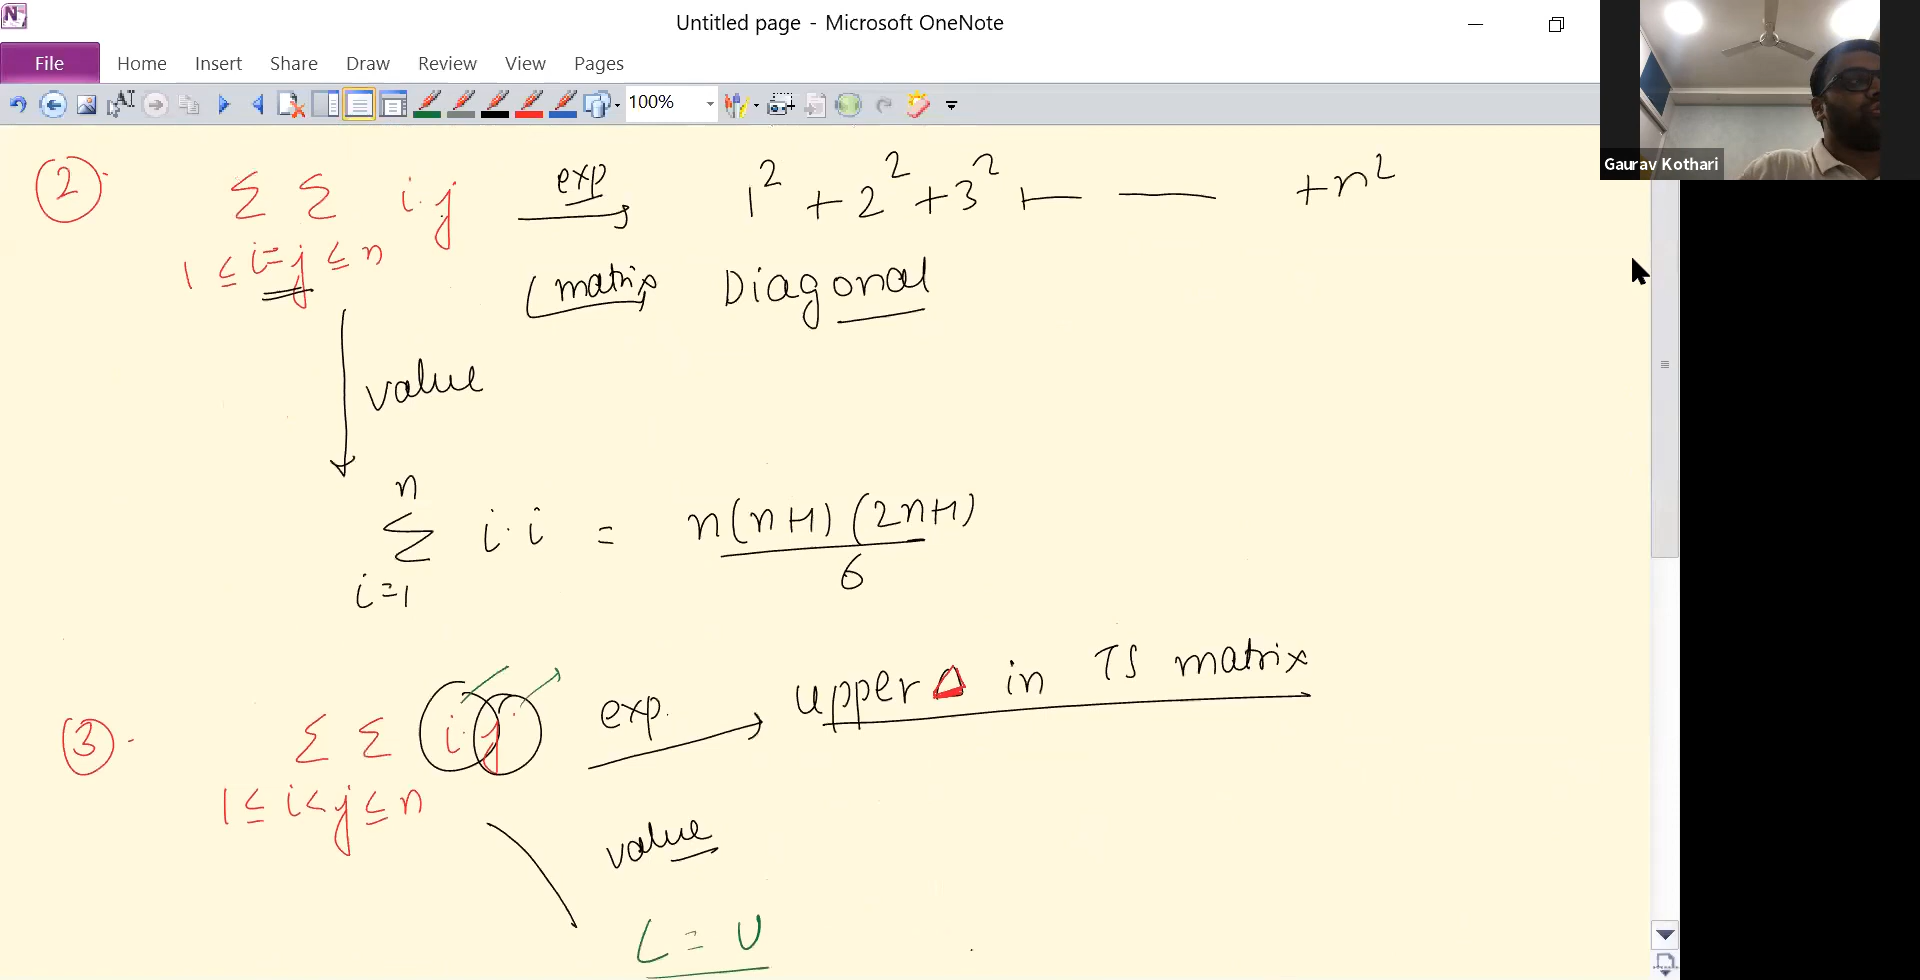 Untitled page - Microsoft OneNote
File Home Insert Share Draw Review View Pages
100%
Gaurav Kothari
② Σ Σ i·j exp → 1² + 2² + 3² + — — + n²
1 ≤ i=j ≤ n
matrix Diagonal
value
n
Σ i·i = n(n+1)(2n+1)
i=1 6
upper Δ in TS matrix
③ Σ Σ i·j exp. →
1 ≤ i<j ≤ n
value
L = U